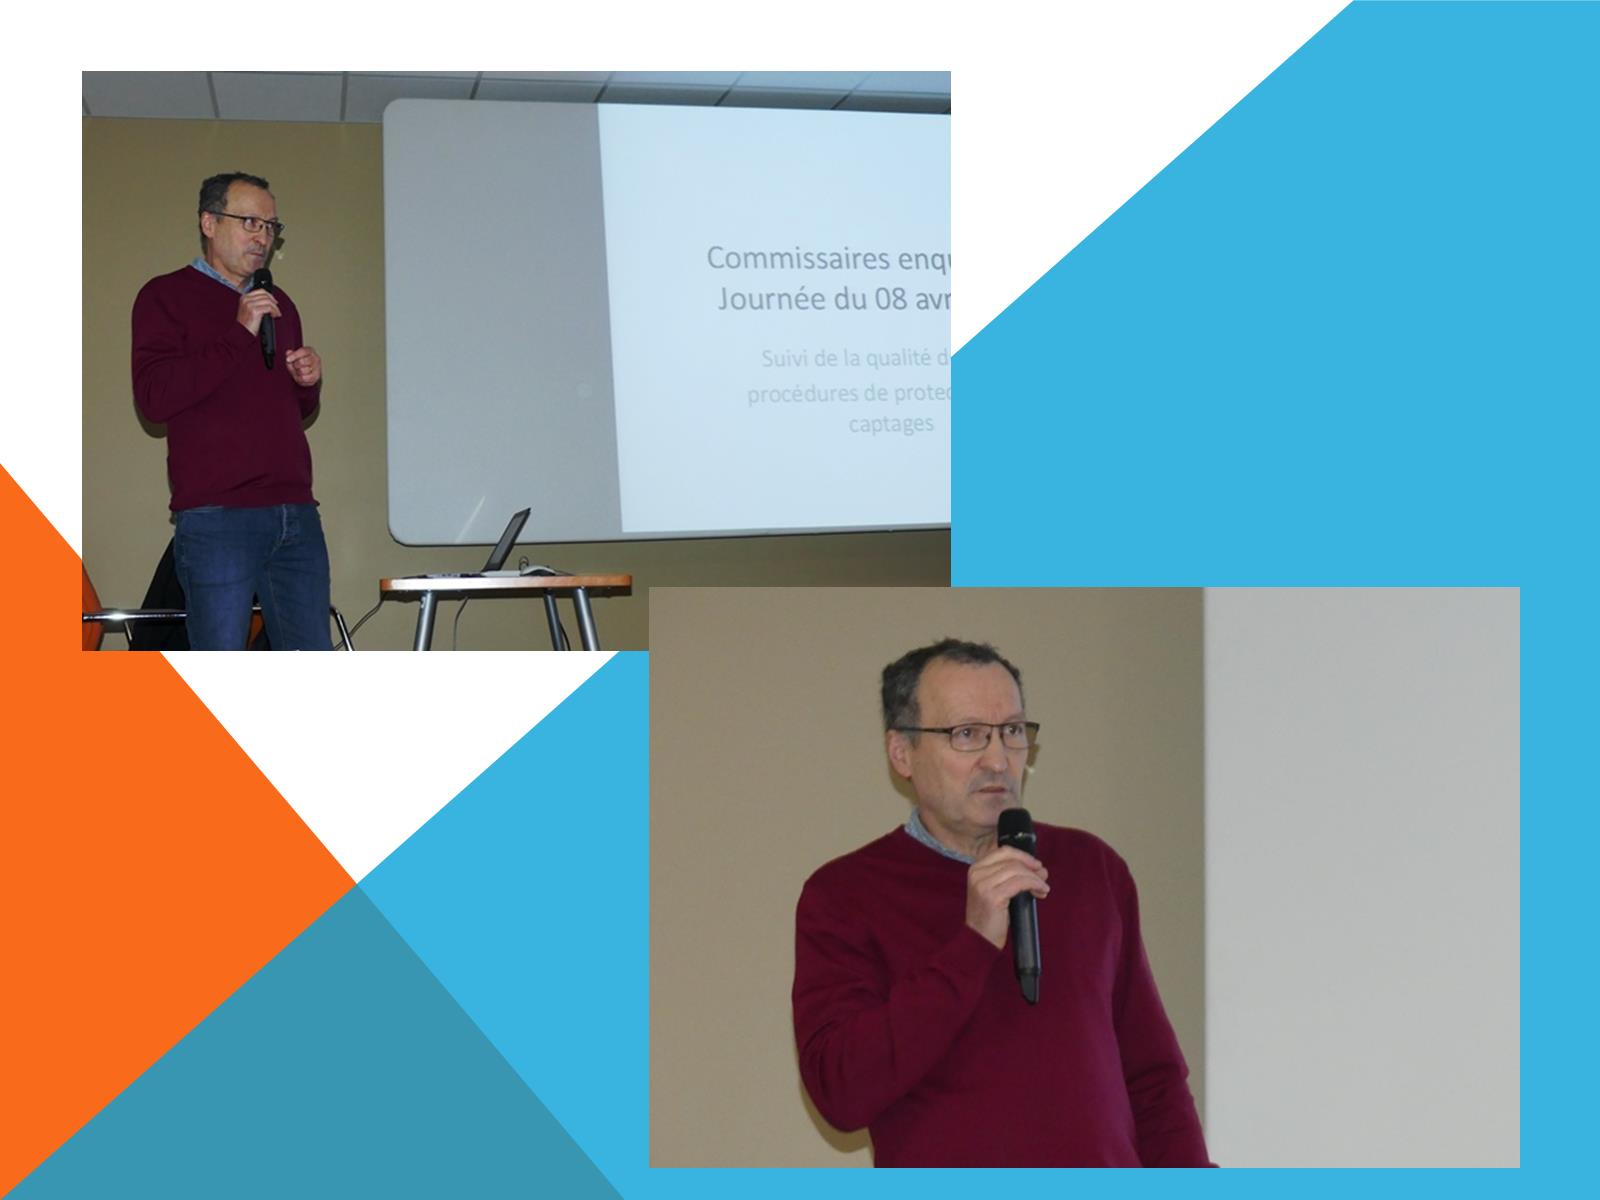 Commissaires enqu
Journée du 08 avr
Suivi de la qualité d
procédures de protec
captages